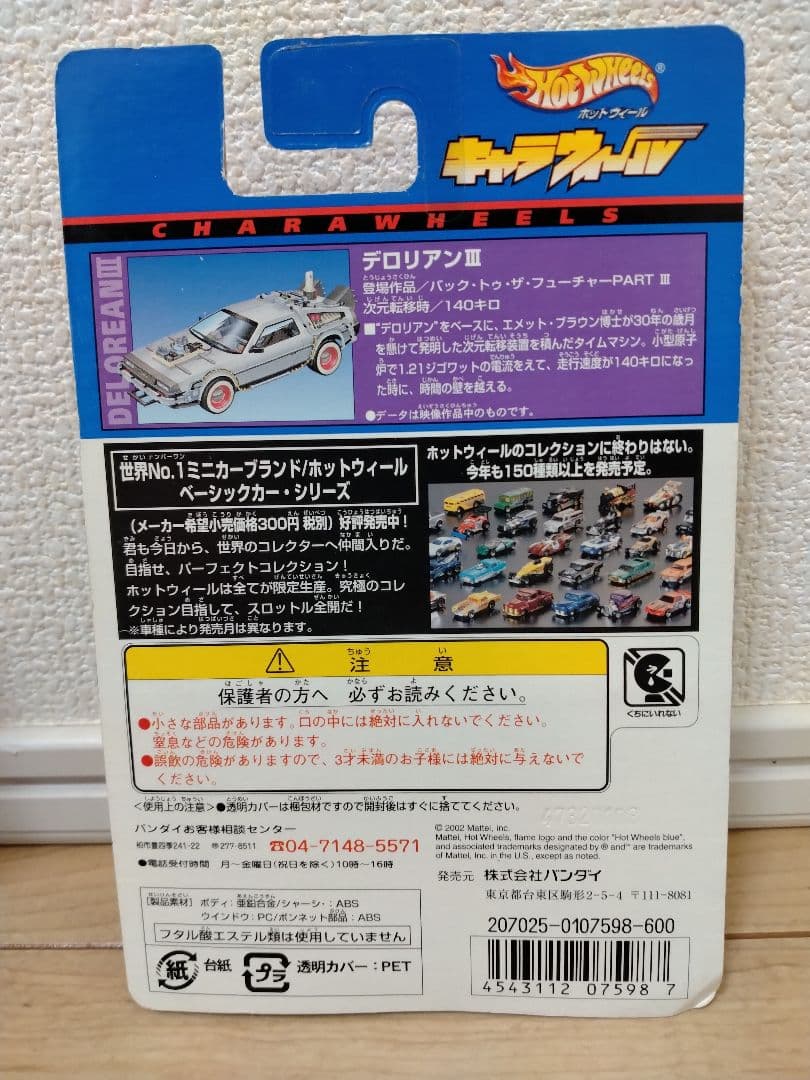 HOT WHEELS®
ホットウィール
キャラウィール
CHARAWHEELS
DELOREANⅢ
デロリアンⅢ
登場作品／バック・トゥ・ザ・フューチャーPART Ⅲ
次元転移時／140キロ
■“デロリアン”をベースに、エメット・ブラウン博士が30年の歳月
を懸けて発明した次元転移装置を積んだタイムマシン。小型原子
炉で1.21ジゴワットの電流をえて、走行速度が140キロになっ
た時に、時間の壁を越える。
●データは映像作品中のものです。
世界No.1ミニカーブランド/ホットウィール
ベーシックカー・シリーズ
（メーカー希望小売価格300円 税別）好評発売中！
君も今日から、世界のコレクターへ仲間入りだ。
目指せ、パーフェクトコレクション！
ホットウィールは全てが限定生産。究極のコレ
クション目指して、スロットル全開だ！
～※車種により発売月は異なります。
ホットウィールのコレクションに終わりはない。
今年も150種類以上を発売予定。
注意
保護者の方へ 必ずお読みください。
●小さな部品があります。口の中には絶対に入れないでください。
窒息などの危険があります。
●誤飲の危険がありますので、3才未満のお子様には絶対に与えないで
ください。
くちにいれない
＜使用上の注意＞●透明カバーは梱包材ですので開封後はすぐに捨ててください。
バンダイお客様相談センター
柏市豊四季241-22 〒277-8511 ☎04-7148-5571
●電話受付時間 月～金曜日(祝日を除く)10時～16時
© 2002 Mattel, Inc.
Mattel, Hot Wheels, flame logo and the color "Hot Wheels blue",
and associated trademarks designated by ® and™ are trademarks
of Mattel, Inc. in the U.S., except as noted.
発売元 株式会社バンダイ
東京都台東区駒形2-5-4 〒111-8081
［製品素材］ボディ：亜鉛合金/シャーシ・：ABS
ウインドウ：PC/ボンネット部品：ABS
フタル酸エステル類は使用していません
紙 台紙 プラ 透明カバー：PET
207025-0107598-600
4543112 07598 7